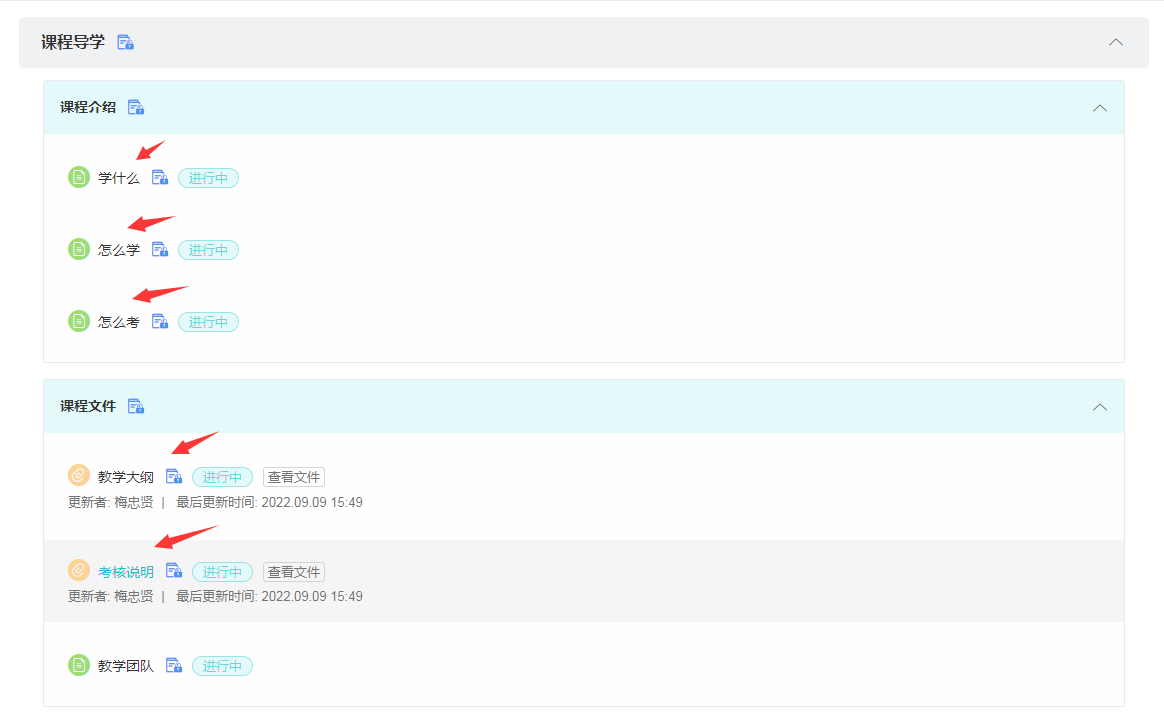 课程导学
课程介绍
学什么 进行中
怎么学 进行中
怎么考 进行中
课程文件
教学大纲 进行中 查看文件
更新者: 梅忠贤 | 最后更新时间: 2022.09.09 15:49
考核说明 进行中 查看文件
更新者: 梅忠贤 | 最后更新时间: 2022.09.09 15:49
教学团队 进行中